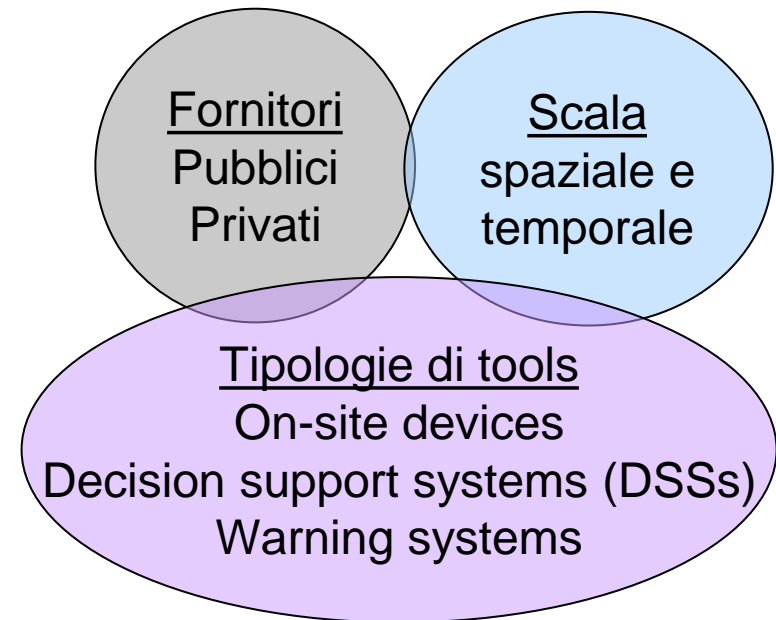 Fornitori
Pubblici
Privati
Scala
spaziale e
temporale
Tipologie di tools
On-site devices
Decision support systems (DSSs)
Warning systems